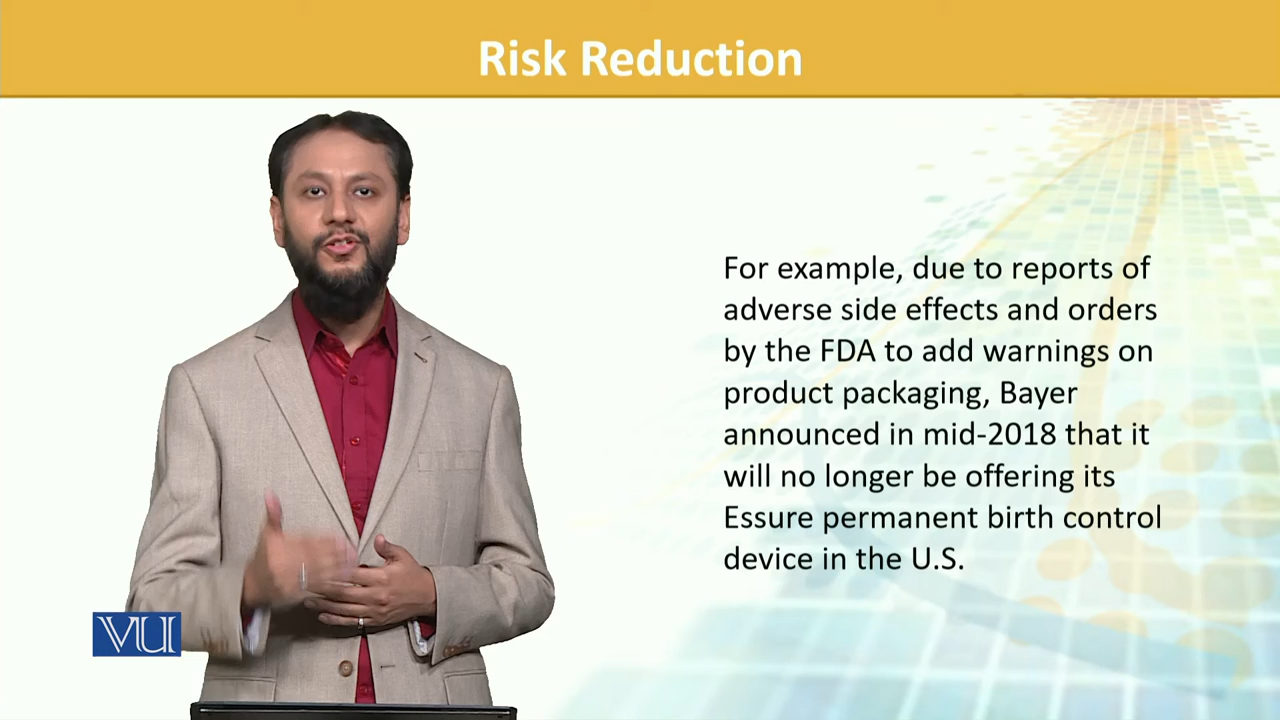 Risk Reduction
For example, due to reports of
adverse side effects and orders
by the FDA to add warnings on
product packaging, Bayer
announced in mid-2018 that it
will no longer be offering its
Essure permanent birth control
device in the U.S.
VU